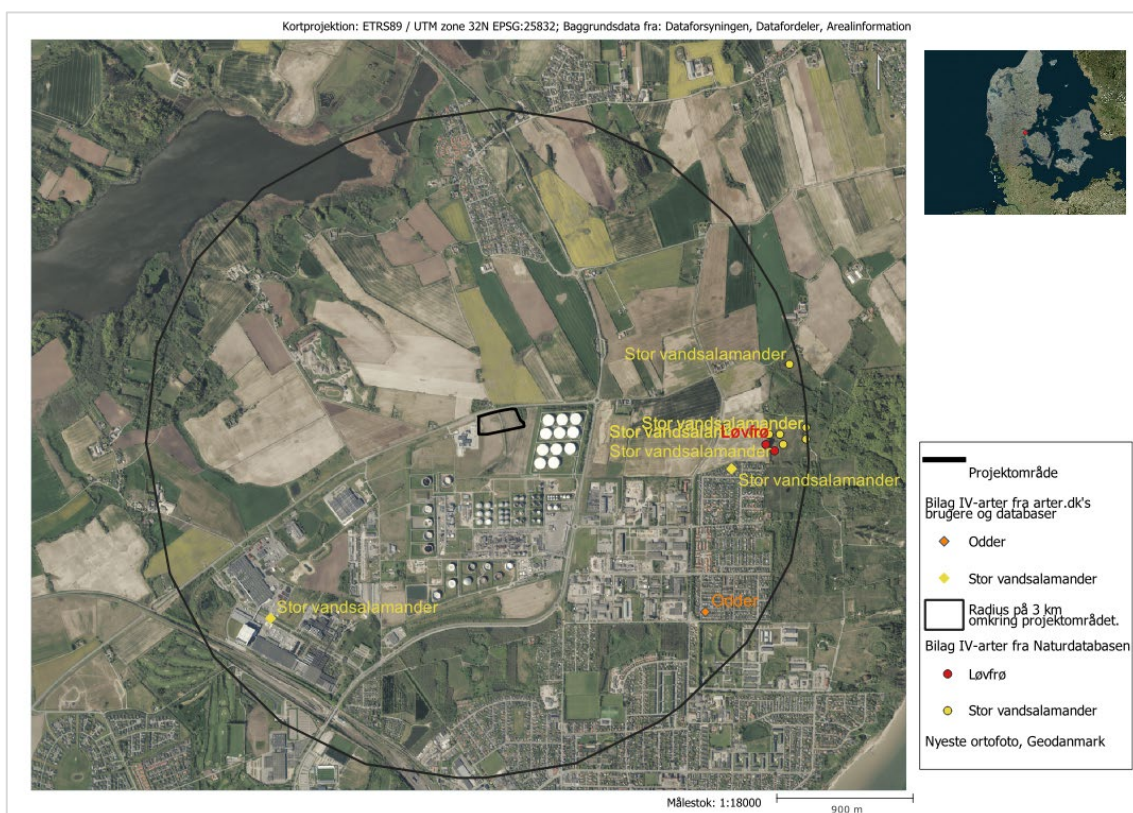 Kortprojektion: ETRS89 / UTM zone 32N EPSG:25832; Baggrundsdata fra: Dataforsyningen, Datafordeler, Arealinformation
Stor vandsalamander
Stor vandsalamander
Stor vandsalamander
Løvfrø
Stor vandsalamander
Stor vandsalamander
Stor vandsalamander
Odder
Projektområde
Bilag IV-arter fra arter.dk's
brugere og databaser
Odder
Stor vandsalamander
Radius på 3 km
omkring projektområdet.
Bilag IV-arter fra Naturdatabasen
Løvfrø
Stor vandsalamander
Nyeste ortofoto, Geodanmark
Målestok: 1:18000
900 m